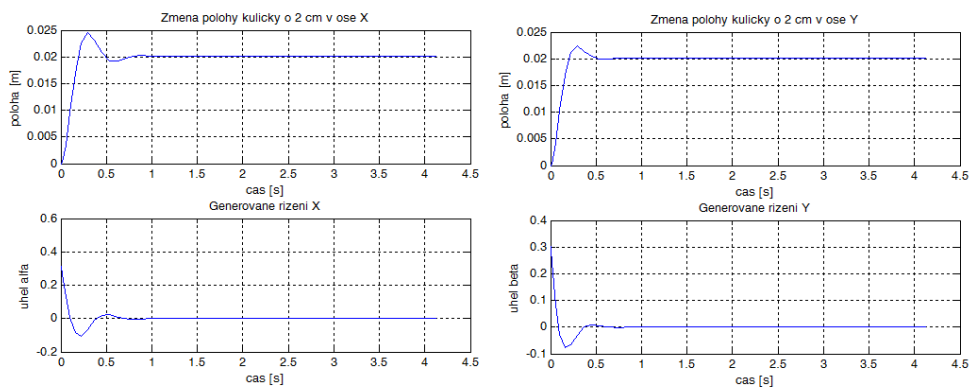 Zmena polohy kulicky o 2 cm v ose X
0.025
0.02
0.015
0.01
0.005
0
poloha [m]
0 0.5 1 1.5 2 2.5 3 3.5 4 4.5
cas [s]
Generovane rizeni X
0.6
0.4
0.2
0
-0.2
uhel alfa
0 0.5 1 1.5 2 2.5 3 3.5 4 4.5
cas [s]
Zmena polohy kulicky o 2 cm v ose Y
0.025
0.02
0.015
0.01
0.005
0
poloha [m]
0 0.5 1 1.5 2 2.5 3 3.5 4 4.5
cas [s]
Generovane rizeni Y
0.4
0.3
0.2
0.1
0
-0.1
uhel beta
0 0.5 1 1.5 2 2.5 3 3.5 4 4.5
cas [s]